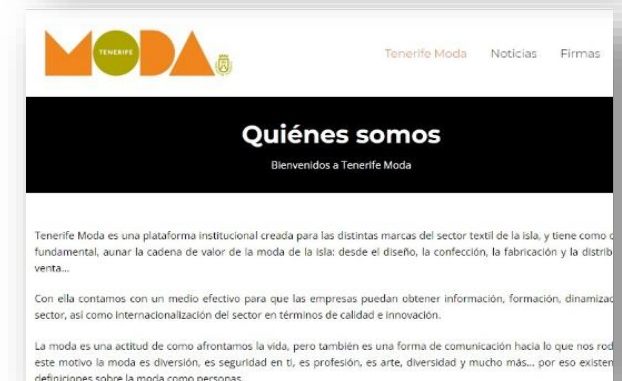 MODA
TENERIFE
Tenerife Moda Noticias Firmas
Quiénes somos
Bienvenidos a Tenerife Moda
Tenerife Moda es una plataforma institucional creada para las distintas marcas del sector textil de la isla, y tiene como
fundamental, aunar la cadena de valor de la moda de la isla: desde el diseño, la confección, la fabricación y la distrib
venta...
Con ella contamos con un medio efectivo para que las empresas puedan obtener información, formación, dinamizac
sector, así como internacionalización del sector en términos de calidad e innovación.
La moda es una actitud de como afrontamos la vida, pero también es una forma de comunicación hacia lo que nos rod
este motivo la moda es diversión, es seguridad en ti, es profesión, es arte, diversidad y mucho más... por eso existen
definiciones sobre la moda como personas.